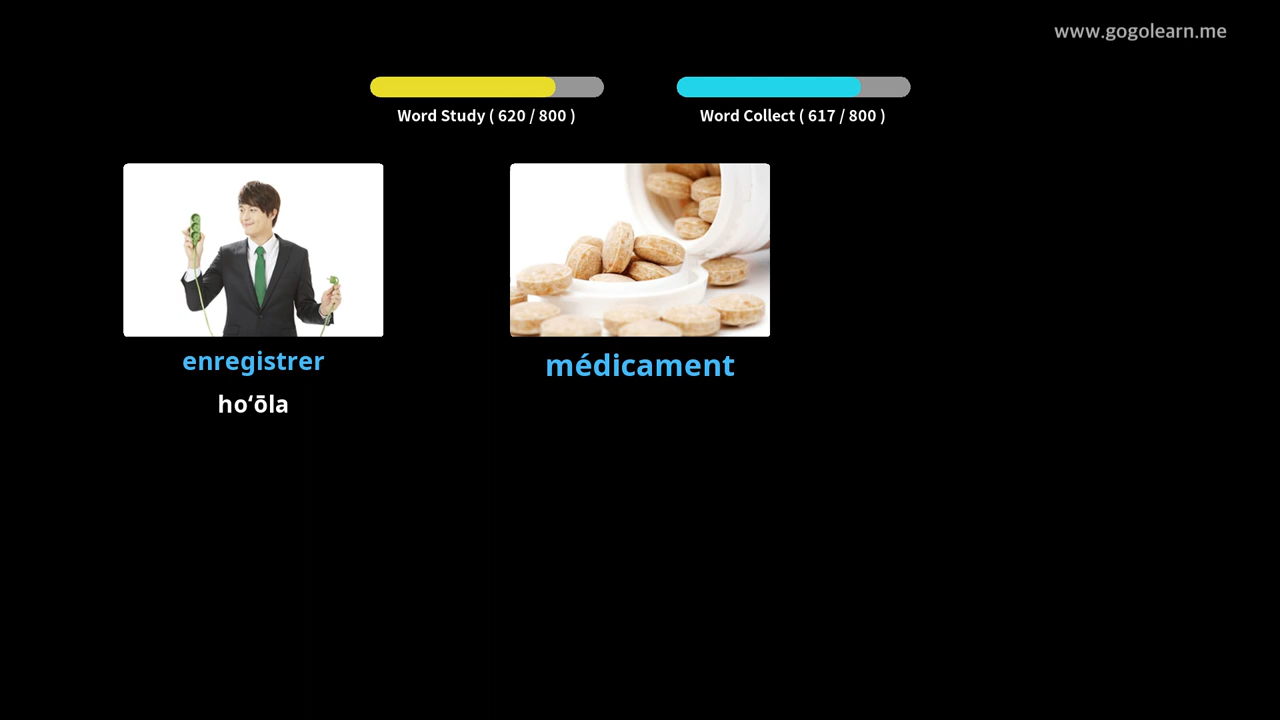 www.gogolearn.me
Word Study ( 620 / 800 )
Word Collect ( 617 / 800 )
enregistrer
hoʻōla
médicament